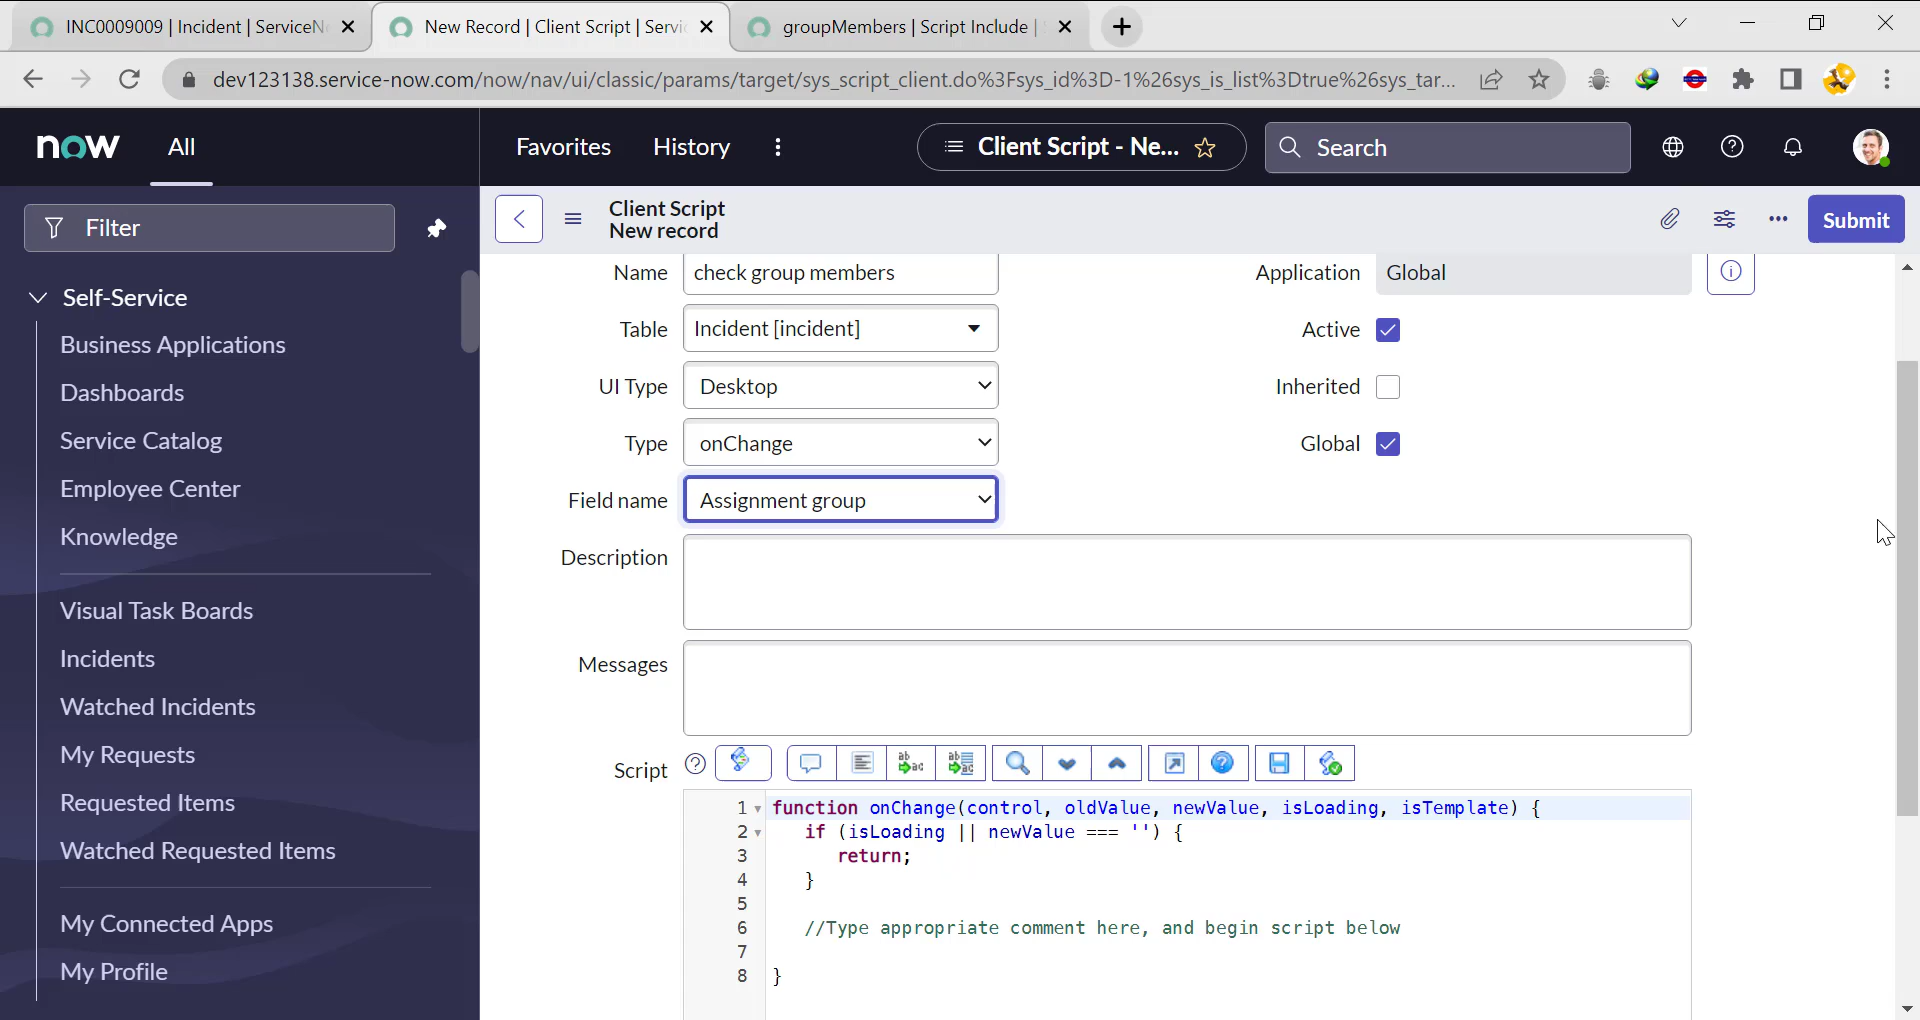 INC0009009 | Incident | ServiceN
New Record | Client Script | Servic
groupMembers | Script Include |
dev123138.service-now.com/now/nav/ui/classic/params/target/sys_script_client.do%3Fsys_id%3D-1%26sys_is_list%3Dtrue%26sys_tar...
now
All
Favorites
History
Client Script - Ne...
Search
Filter
Client Script
New record
Submit
Self-Service
Business Applications
Dashboards
Service Catalog
Employee Center
Knowledge
Visual Task Boards
Incidents
Watched Incidents
My Requests
Requested Items
Watched Requested Items
My Connected Apps
My Profile
Name check group members
Application Global
Table Incident [incident]
Active
UI Type Desktop
Inherited
Type onChange
Global
Field name Assignment group
Description
Messages
Script
1 function onChange(control, oldValue, newValue, isLoading, isTemplate) {
2 if (isLoading || newValue === '') {
3 return;
4 }
5
6 //Type appropriate comment here, and begin script below
7
8 }